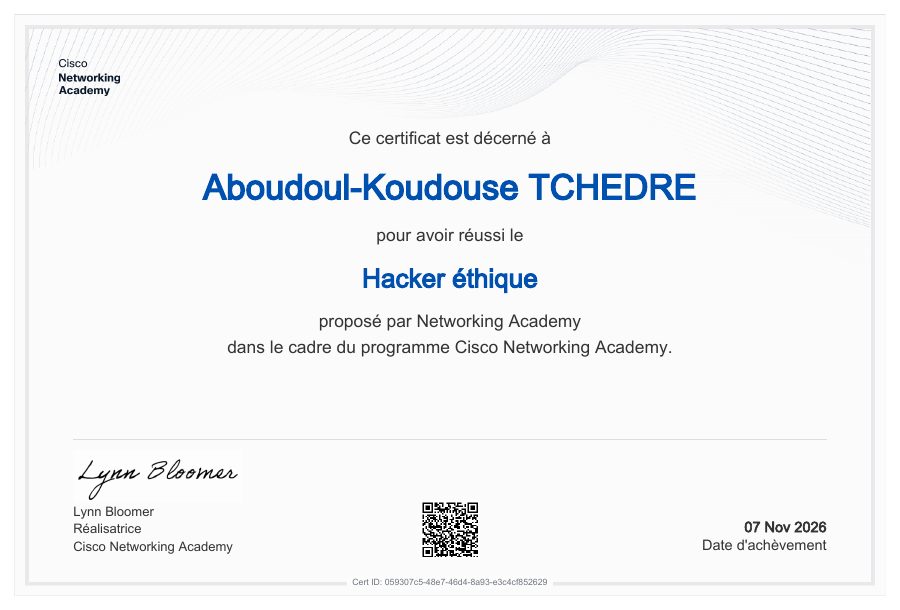 Cisco
Networking
Academy
Ce certificat est décerné à
Aboudoul-Koudouse TCHEDRE
pour avoir réussi le
Hacker éthique
proposé par Networking Academy
dans le cadre du programme Cisco Networking Academy.
Lynn Bloomer
Lynn Bloomer
Réalisatrice
Cisco Networking Academy
07 Nov 2026
Date d'achèvement
Cert ID: 059307c5-48e7-46d4-8a93-e3c4cf852629